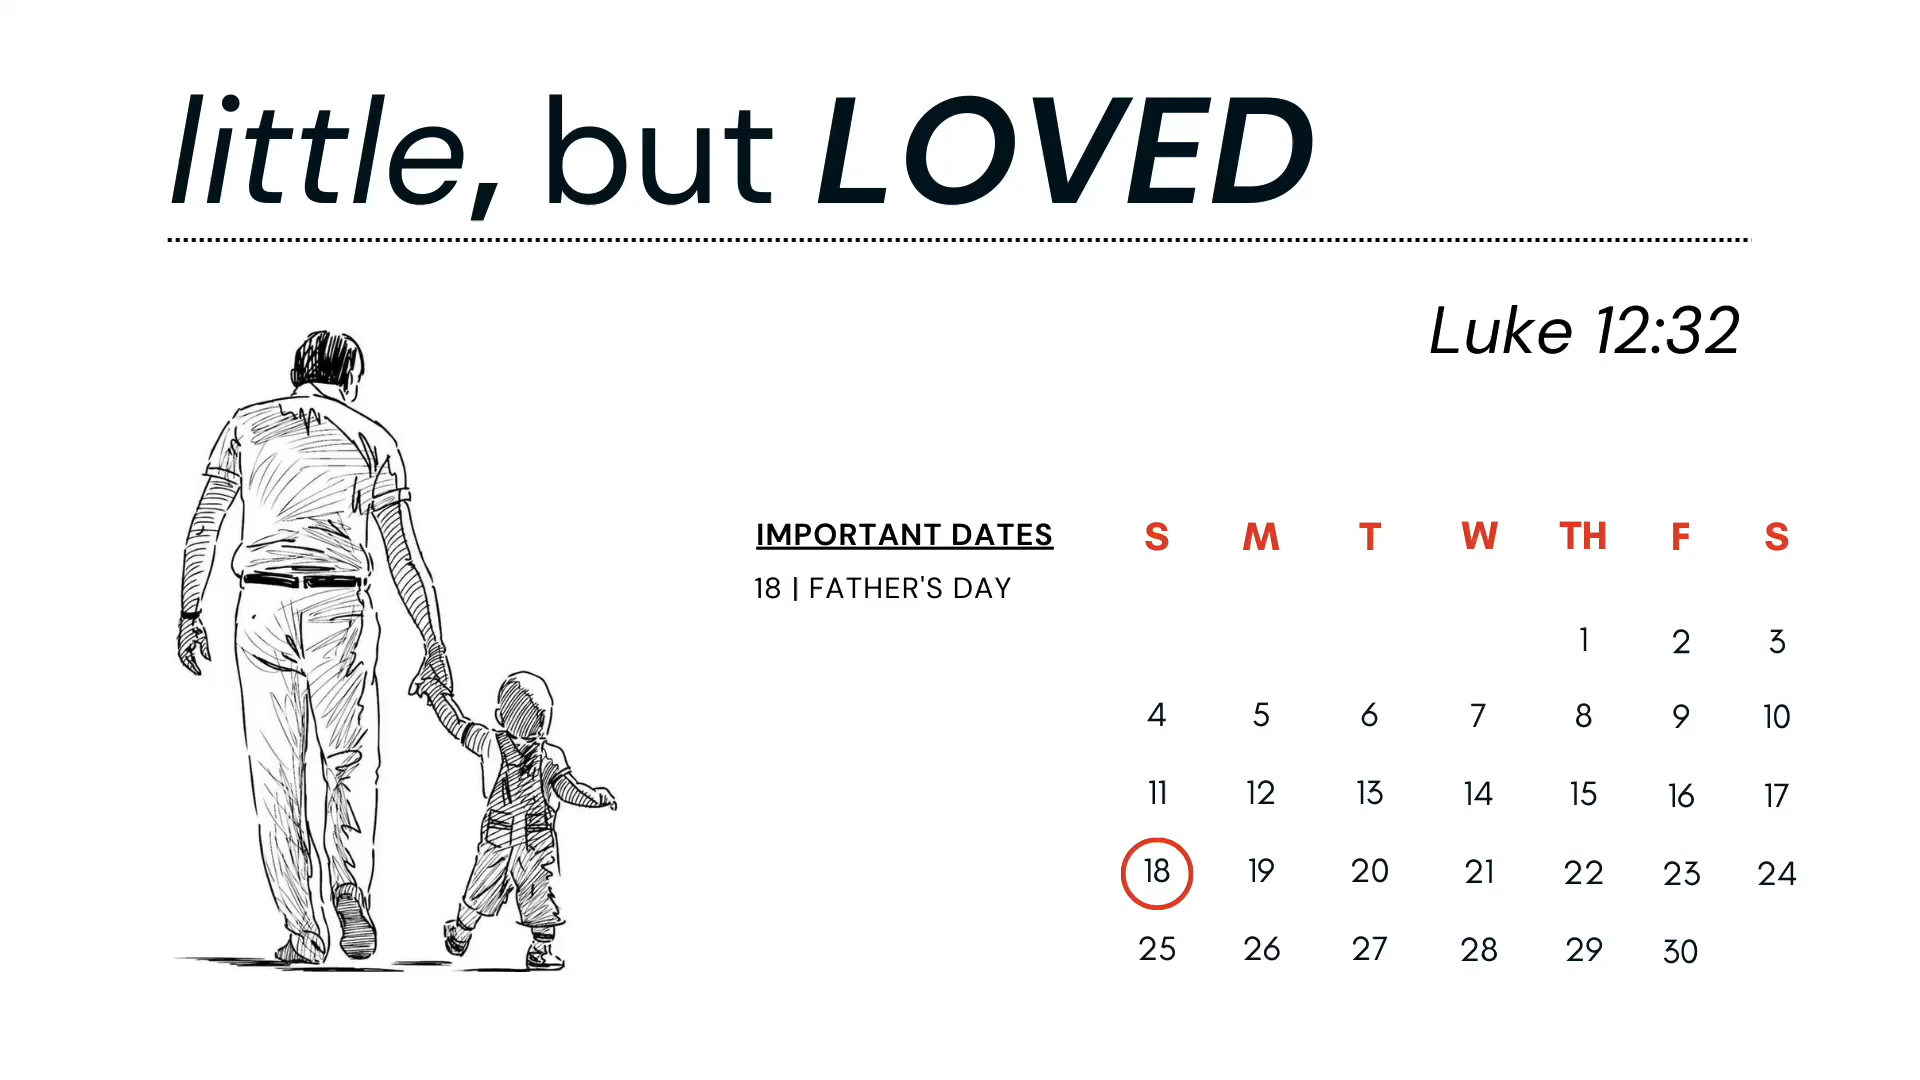 little, but LOVED
Luke 12:32
IMPORTANT DATES
18 | FATHER'S DAY
S M T W TH F S
1 2 3
4 5 6 7 8 9 10
11 12 13 14 15 16 17
18 19 20 21 22 23 24
25 26 27 28 29 30